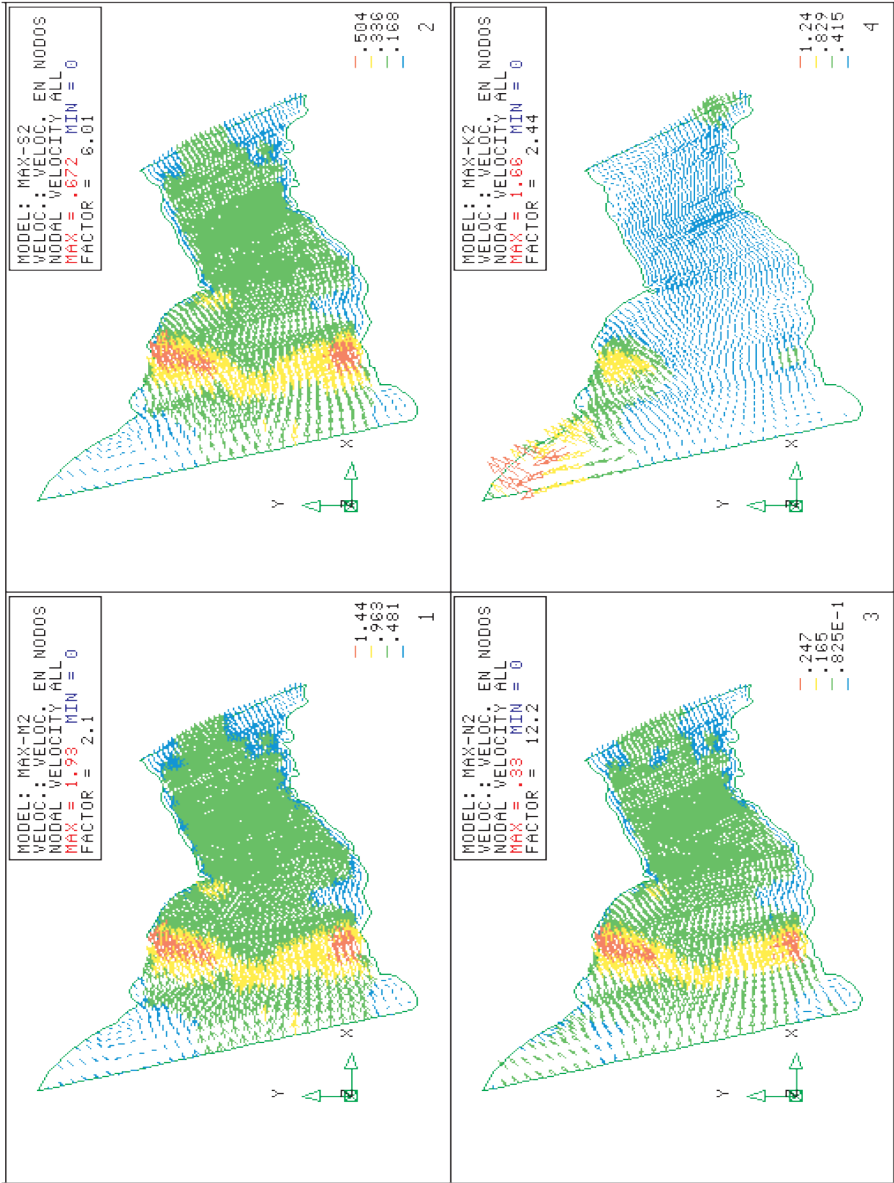 MODEL: MAX-M2
VELOC.: VELOC. EN NODOS
NODAL VELOCITY ALL
MAX = 1.93 MIN = 0
FACTOR = 2.1
Y
X
1.44
.963
.481
1
MODEL: MAX-S2
VELOC.: VELOC. EN NODOS
NODAL VELOCITY ALL
MAX = .672 MIN = 0
FACTOR = 6.01
Y
X
.504
.336
.168
2
MODEL: MAX-N2
VELOC.: VELOC. EN NODOS
NODAL VELOCITY ALL
MAX = .33 MIN = 0
FACTOR = 12.2
Y
X
.247
.165
.825E-1
3
MODEL: MAX-K2
VELOC.: VELOC. EN NODOS
NODAL VELOCITY ALL
MAX = 1.66 MIN = 0
FACTOR = 2.44
Y
X
1.24
.829
.415
4